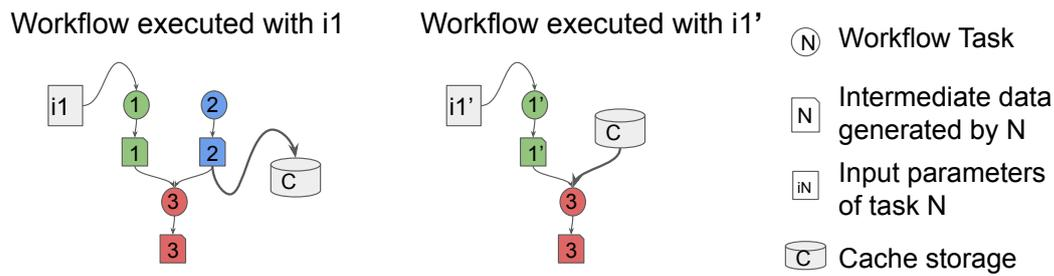 Workflow executed with i1
Workflow executed with i1'
i1
1
2
1
2
C
3
3
i1'
1'
C
1'
3
3
N
Workflow Task
N
Intermediate data
generated by N
iN
Input parameters
of task N
C
Cache storage